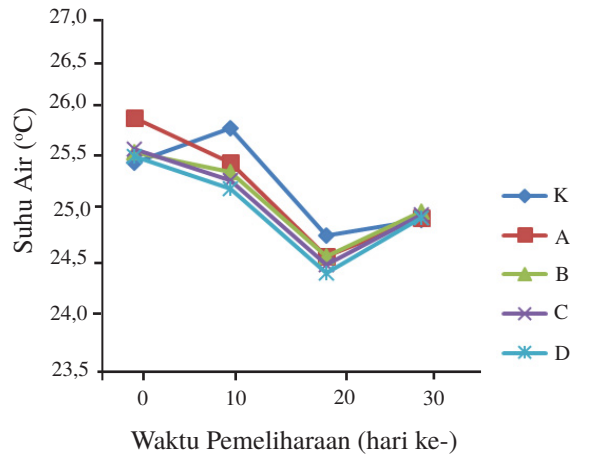 Suhu Air (°C)
27,0
26,5
26,0
25,5
25,0
24,5
24,0
23,5
0 10 20 30
Waktu Pemeliharaan (hari ke-)
K
A
B
C
D